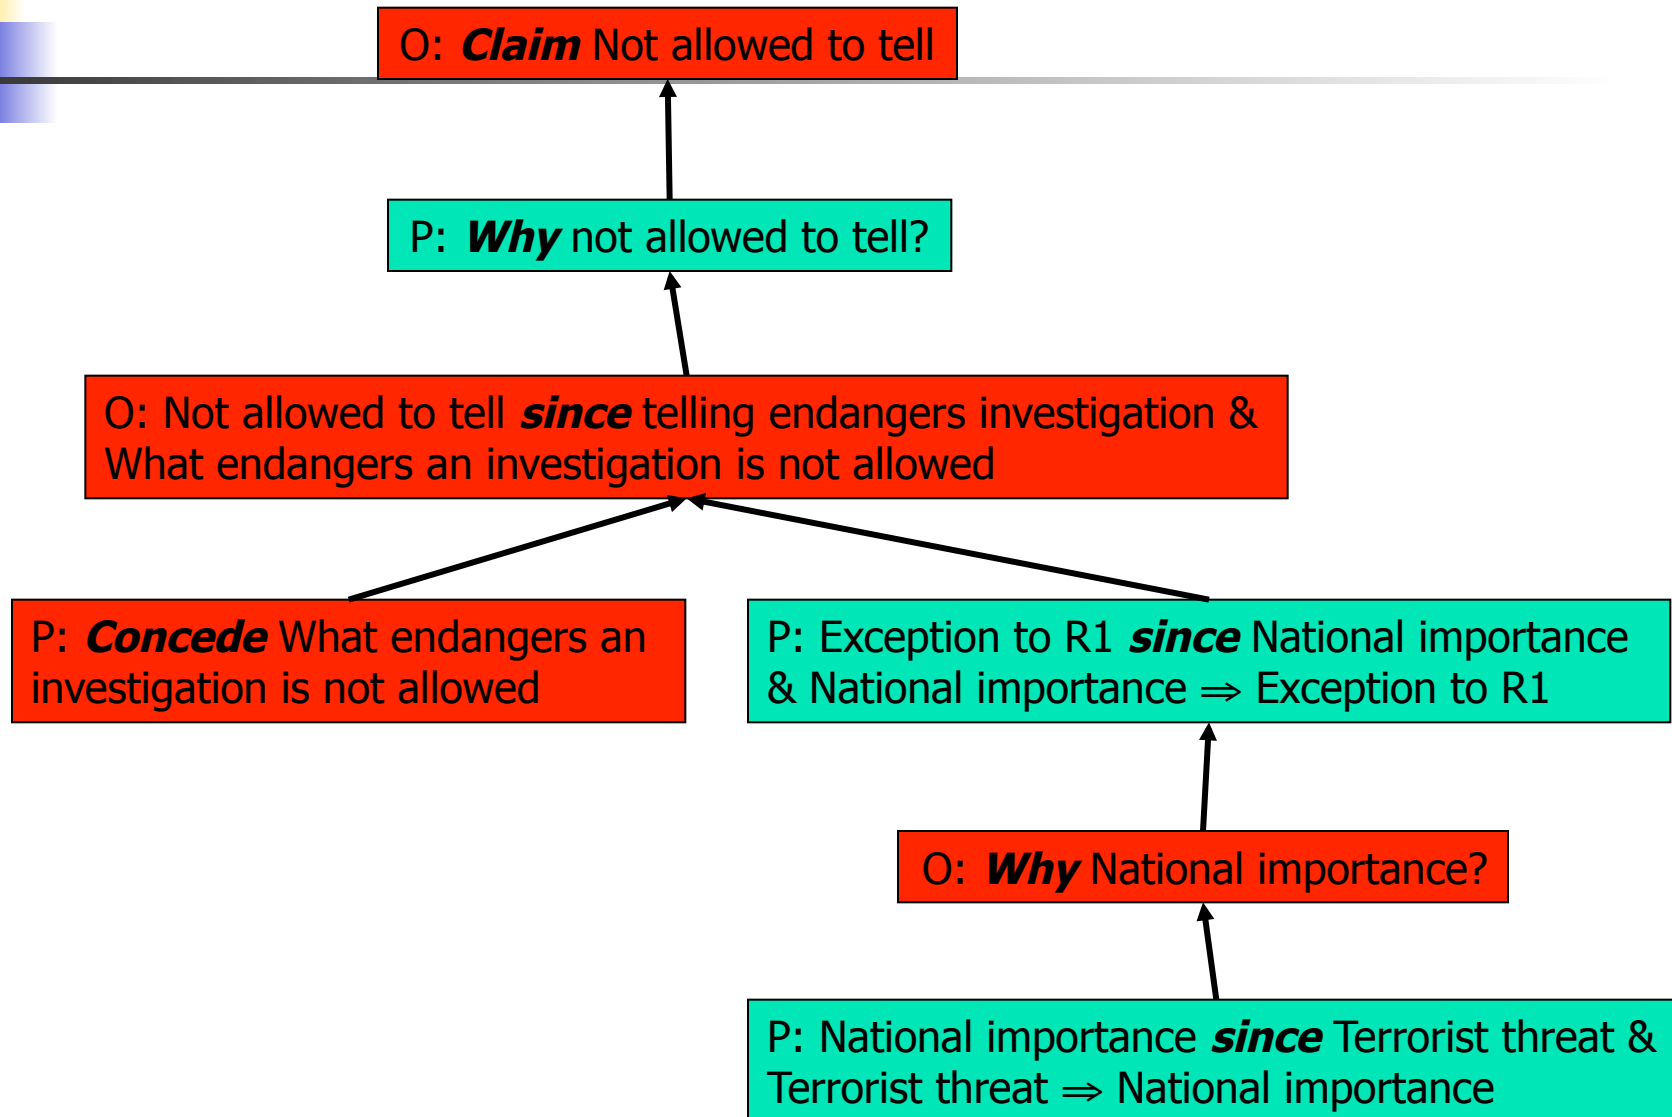 O: Claim Not allowed to tell
P: Why not allowed to tell?
O: Not allowed to tell since telling endangers investigation &
What endangers an investigation is not allowed
P: Concede What endangers an
investigation is not allowed
P: Exception to R1 since National importance
& National importance ⇒ Exception to R1
O: Why National importance?
P: National importance since Terrorist threat &
Terrorist threat ⇒ National importance